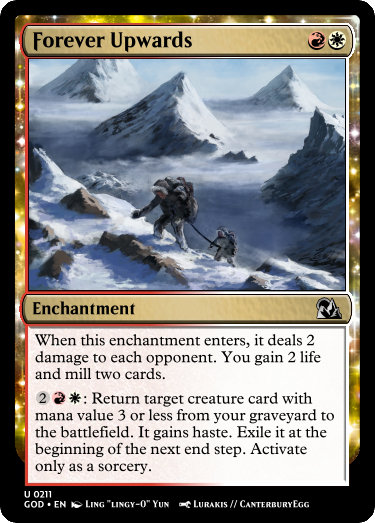 Forever Upwards
Enchantment
When this enchantment enters, it deals 2
damage to each opponent. You gain 2 life
and mill two cards.
2: Return target creature card with
mana value 3 or less from your graveyard to
the battlefield. It gains haste. Exile it at the
beginning of the next end step. Activate
only as a sorcery.
U 0211
GOD • EN Ling "lingy-0" Yun Lurakis // CanterburyEgg